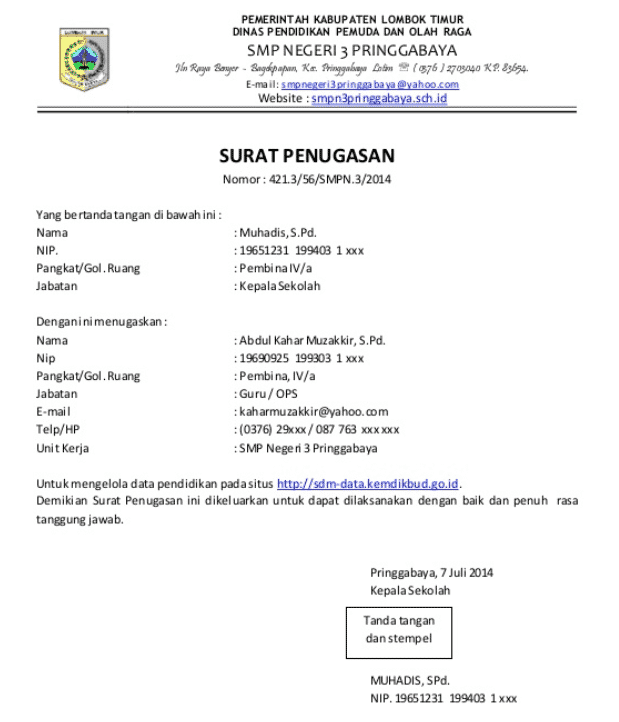 PEMERINTAH KABUPATEN LOMBOK TIMUR
DINAS PENDIDIKAN PEMUDA DAN OLAH RAGA
SMP NEGERI 3 PRINGGABAYA
Jln Raya - Kec. Pringgabaya Lotim ☏ ( 0376 ) 2703040 K.P. 83654.
E-mail: smpnegeri3pringgabaya@yahoo.com
Website : smpn3pringgabaya.sch.id
SURAT PENUGASAN
Nomor : 421.3/56/SMPN.3/2014
Yang bertanda tangan di bawah ini :
Nama : Muhadis, S.Pd.
NIP. : 19651231 199403 1 xxx
Pangkat/Gol. Ruang : Pembina IV/a
Jabatan : Kepala Sekolah
Dengan ini menugaskan :
Nama : Abdul Kahar Muzakkir, S.Pd.
Nip : 19690925 199303 1 xxx
Pangkat/Gol. Ruang : Pembina, IV/a
Jabatan : Guru / OPS
E-mail : kaharmuzakkir@yahoo.com
Telp/HP : (0376) 29xxx / 087 763 xxx xxx
Unit Kerja : SMP Negeri 3 Pringgabaya
Untuk mengelola data pendidikan pada situs http://sdm-data.kemdikbud.go.id.
Demikian Surat Penugasan ini dikeluarkan untuk dapat dilaksanakan dengan baik dan penuh rasa
tanggung jawab.
Pringgabaya, 7 Juli 2014
Kepala Sekolah
Tanda tangan
dan stempel
MUHADIS, SPd.
NIP. 19651231 199403 1 xxx